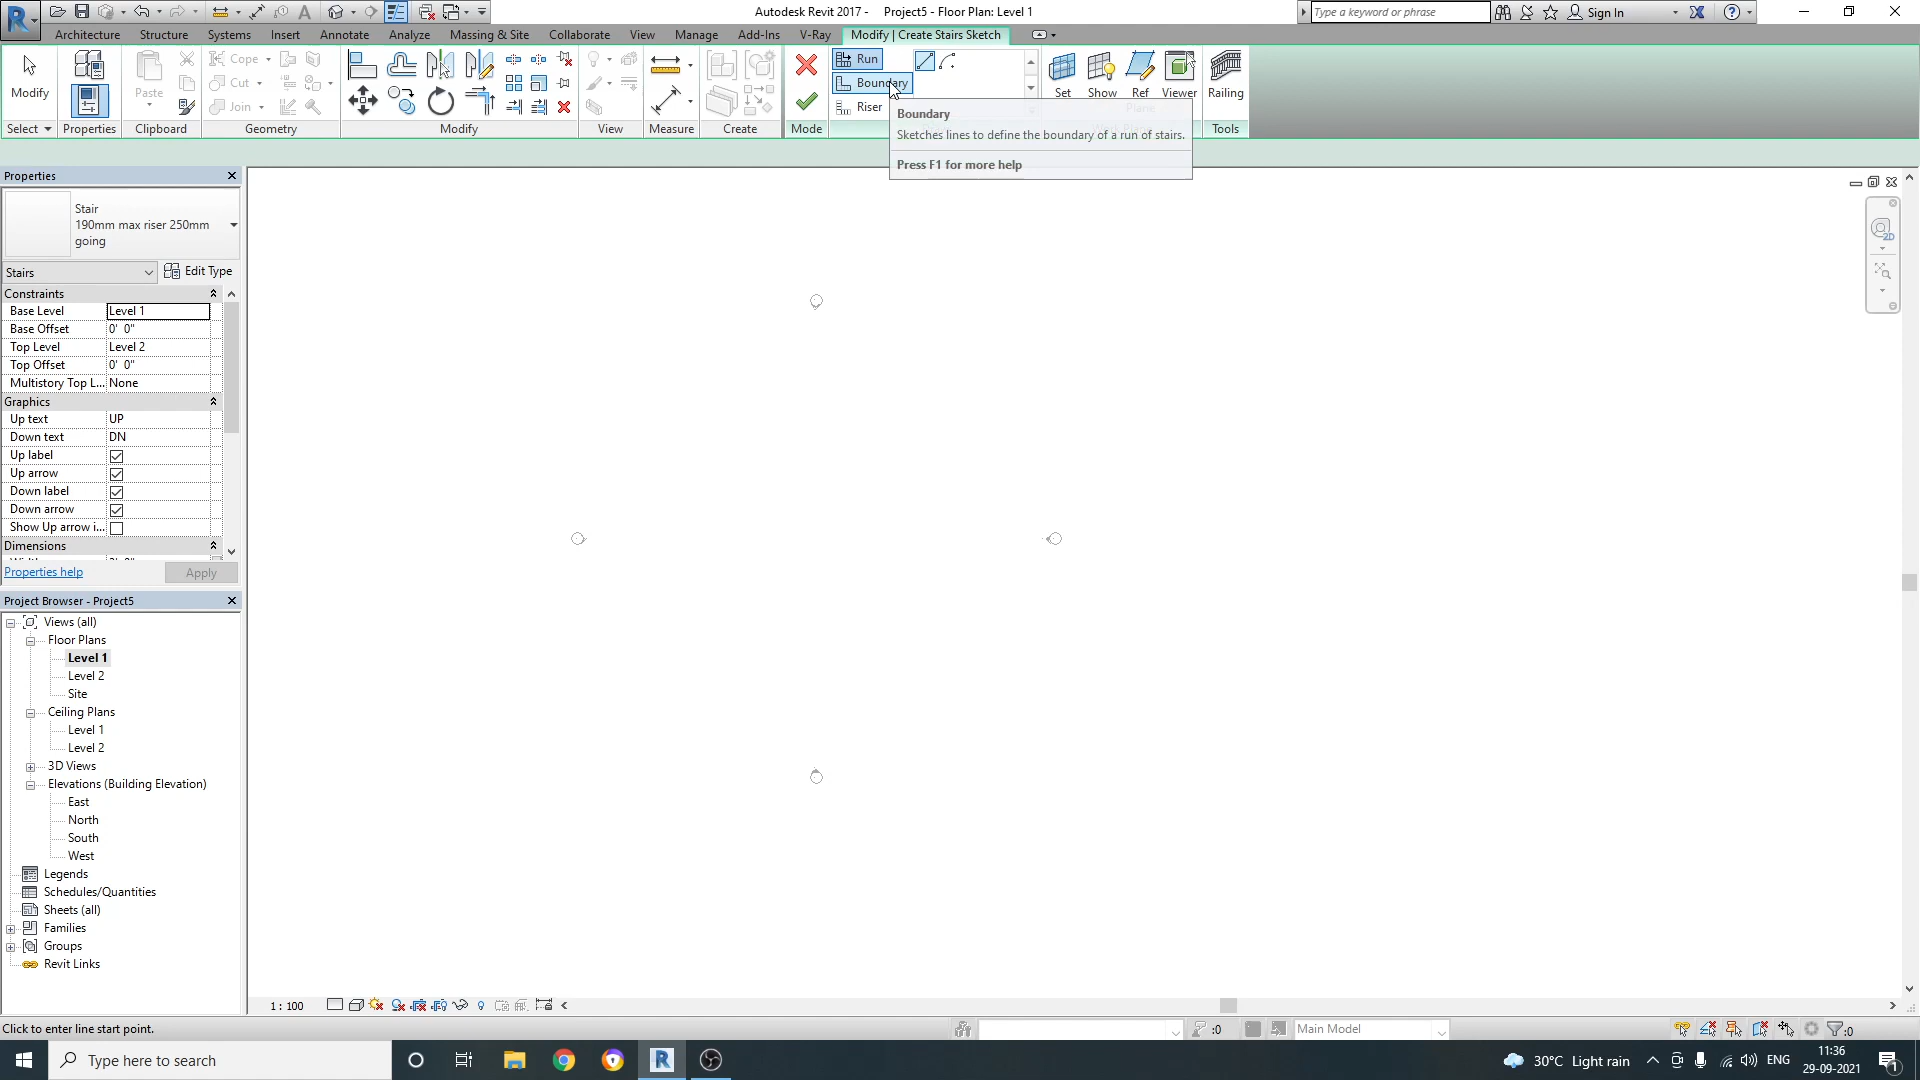 Autodesk Revit 2017 - Project5 - Floor Plan: Level 1
Type a keyword or phrase
Sign In
Architecture Structure Systems Insert Annotate Analyze Massing & Site Collaborate View Manage Add-Ins V-Ray Modify | Create Stairs Sketch
Modify
Paste
Cope
Cut
Join
Run
Boundary
Riser
Set Show Ref Viewer Railing
Select Properties Clipboard Geometry Modify View Measure Create Mode Tools
Boundary
Sketches lines to define the boundary of a run of stairs.
Press F1 for more help
2D
Properties
Stair
190mm max riser 250mm
going
Stairs
Edit Type
Constraints
Base Level Level 1
Base Offset 0' 0"
Top Level Level 2
Top Offset 0' 0"
Multistory Top L... None
Graphics
Up text UP
Down text DN
Up label
Up arrow
Down label
Down arrow
Show Up arrow i...
Dimensions
Properties help
Apply
Project Browser - Project5
Views (all)
Floor Plans
Level 1
Level 2
Site
Ceiling Plans
Level 1
Level 2
3D Views
Elevations (Building Elevation)
East
North
South
West
Legends
Schedules/Quantities
Sheets (all)
Families
Groups
Revit Links
1 : 100
Click to enter line start point.
:0
Main Model
:0
Type here to search
30°C Light rain
ENG
11:36
29-09-2021
1